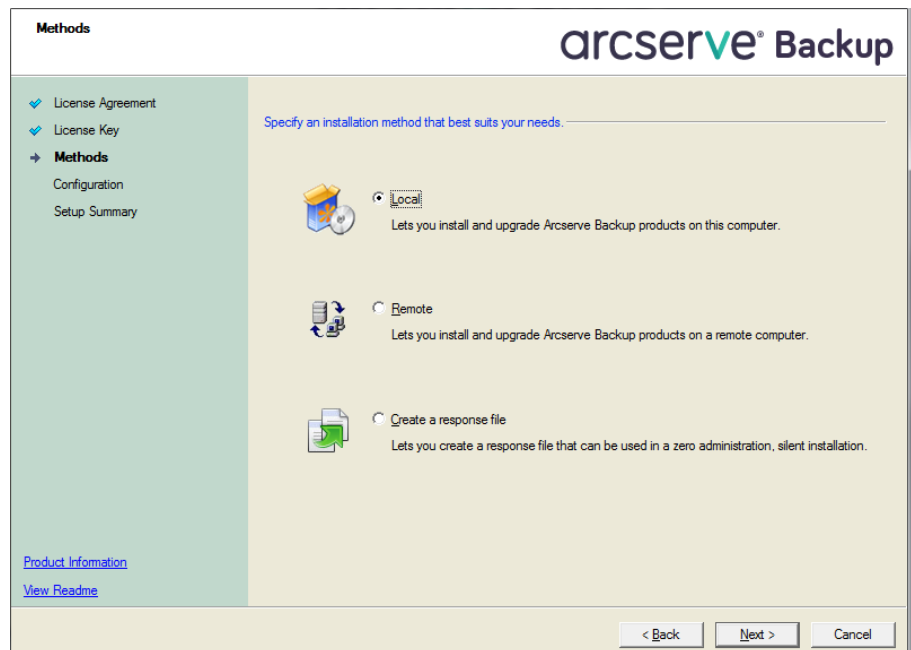 Methods
arcserve® Backup
License Agreement
License Key
Methods
Configuration
Setup Summary
Specify an installation method that best suits your needs.
Local
Lets you install and upgrade Arcserve Backup products on this computer.
Remote
Lets you install and upgrade Arcserve Backup products on a remote computer.
Create a response file
Lets you create a response file that can be used in a zero administration, silent installation.
Product Information
View Readme
< Back
Next >
Cancel